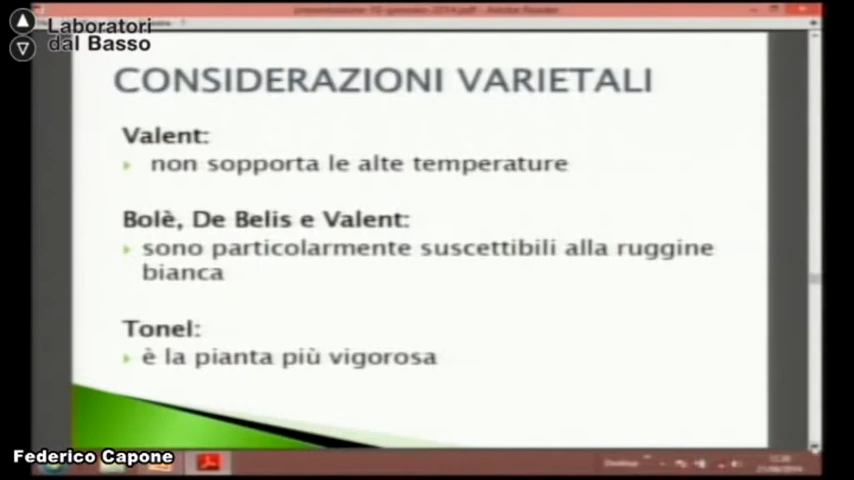 Laboratori
dal Basso
CONSIDERAZIONI VARIETALI
Valent:
non sopporta le alte temperature
Bolè, De Belis e Valent:
sono particolarmente suscettibili alla ruggine
bianca
Tonel:
è la pianta più vigorosa
Federico Capone